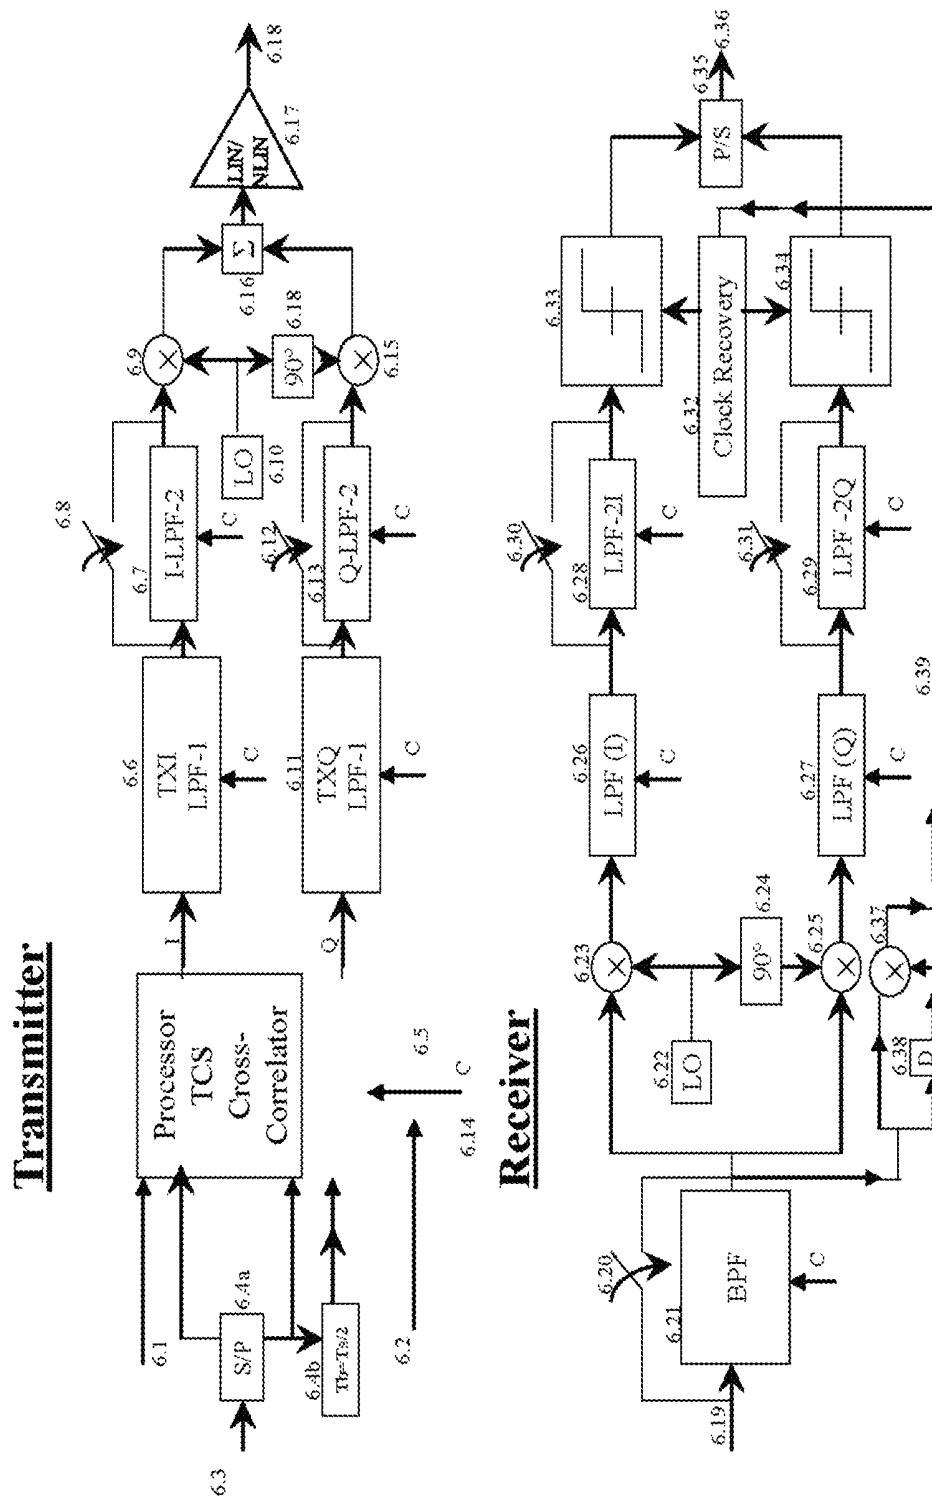 Transmitter
6.1
6.3
S/P
6.4a
6.4b
Tb=Ts/2
6.2
Processor
TCS
Cross-
Correlator
6.5
C
6.14
I
Q
6.6
TXI
LPF-1
C
6.11
TXQ
LPF-1
C
6.8
6.7
I-LPF-2
C
6.12
6.13
Q-LPF-2
C
6.9
LO
6.10
90°
6.18
6.15
Σ
6.16
LIN/
NLIN
6.17
6.18
Receiver
6.19
6.20
6.21
BPF
C
6.22
LO
6.23
90°
6.24
6.25
6.37
6.38
D
6.39
6.26
LPF (I)
C
6.27
LPF (Q)
C
6.30
6.28
LPF-2I
C
6.31
6.29
LPF -2Q
C
6.32
Clock Recovery
6.33
6.34
P/S
6.35
6.36